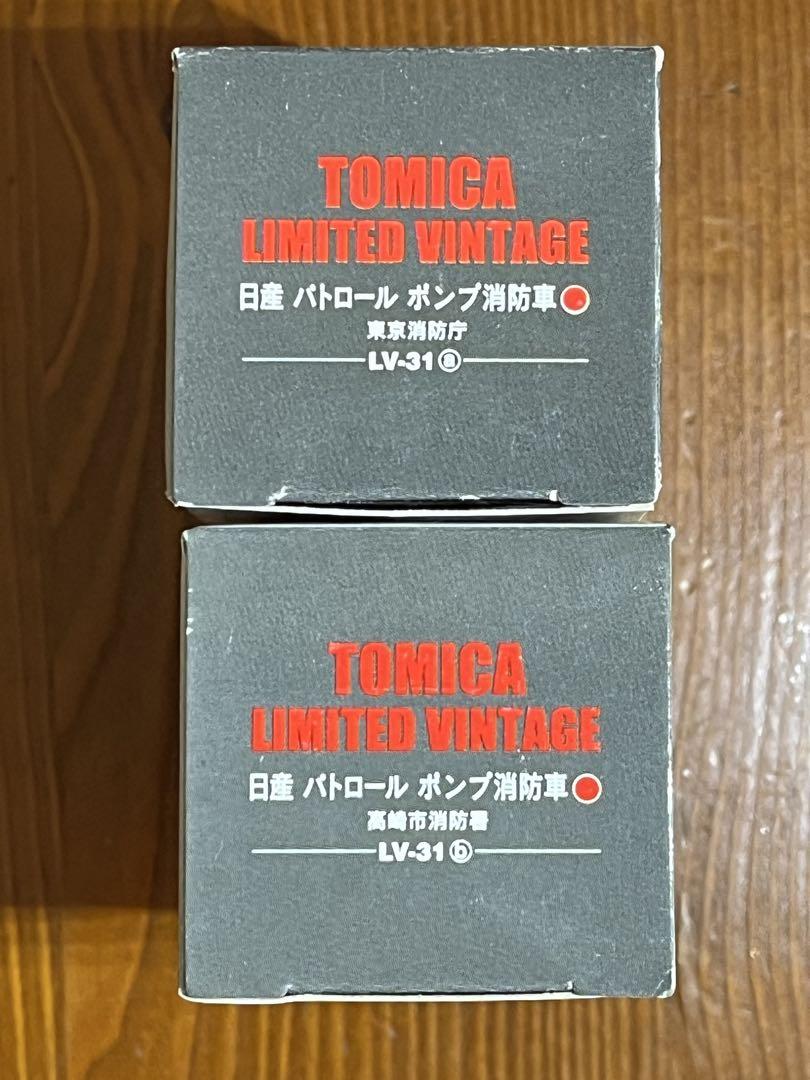 TOMICA
LIMITED VINTAGE
日産 パトロール ポンプ消防車
東京消防庁
LV-31ⓐ
TOMICA
LIMITED VINTAGE
日産 パトロール ポンプ消防車
高崎市消防署
LV-31ⓑ